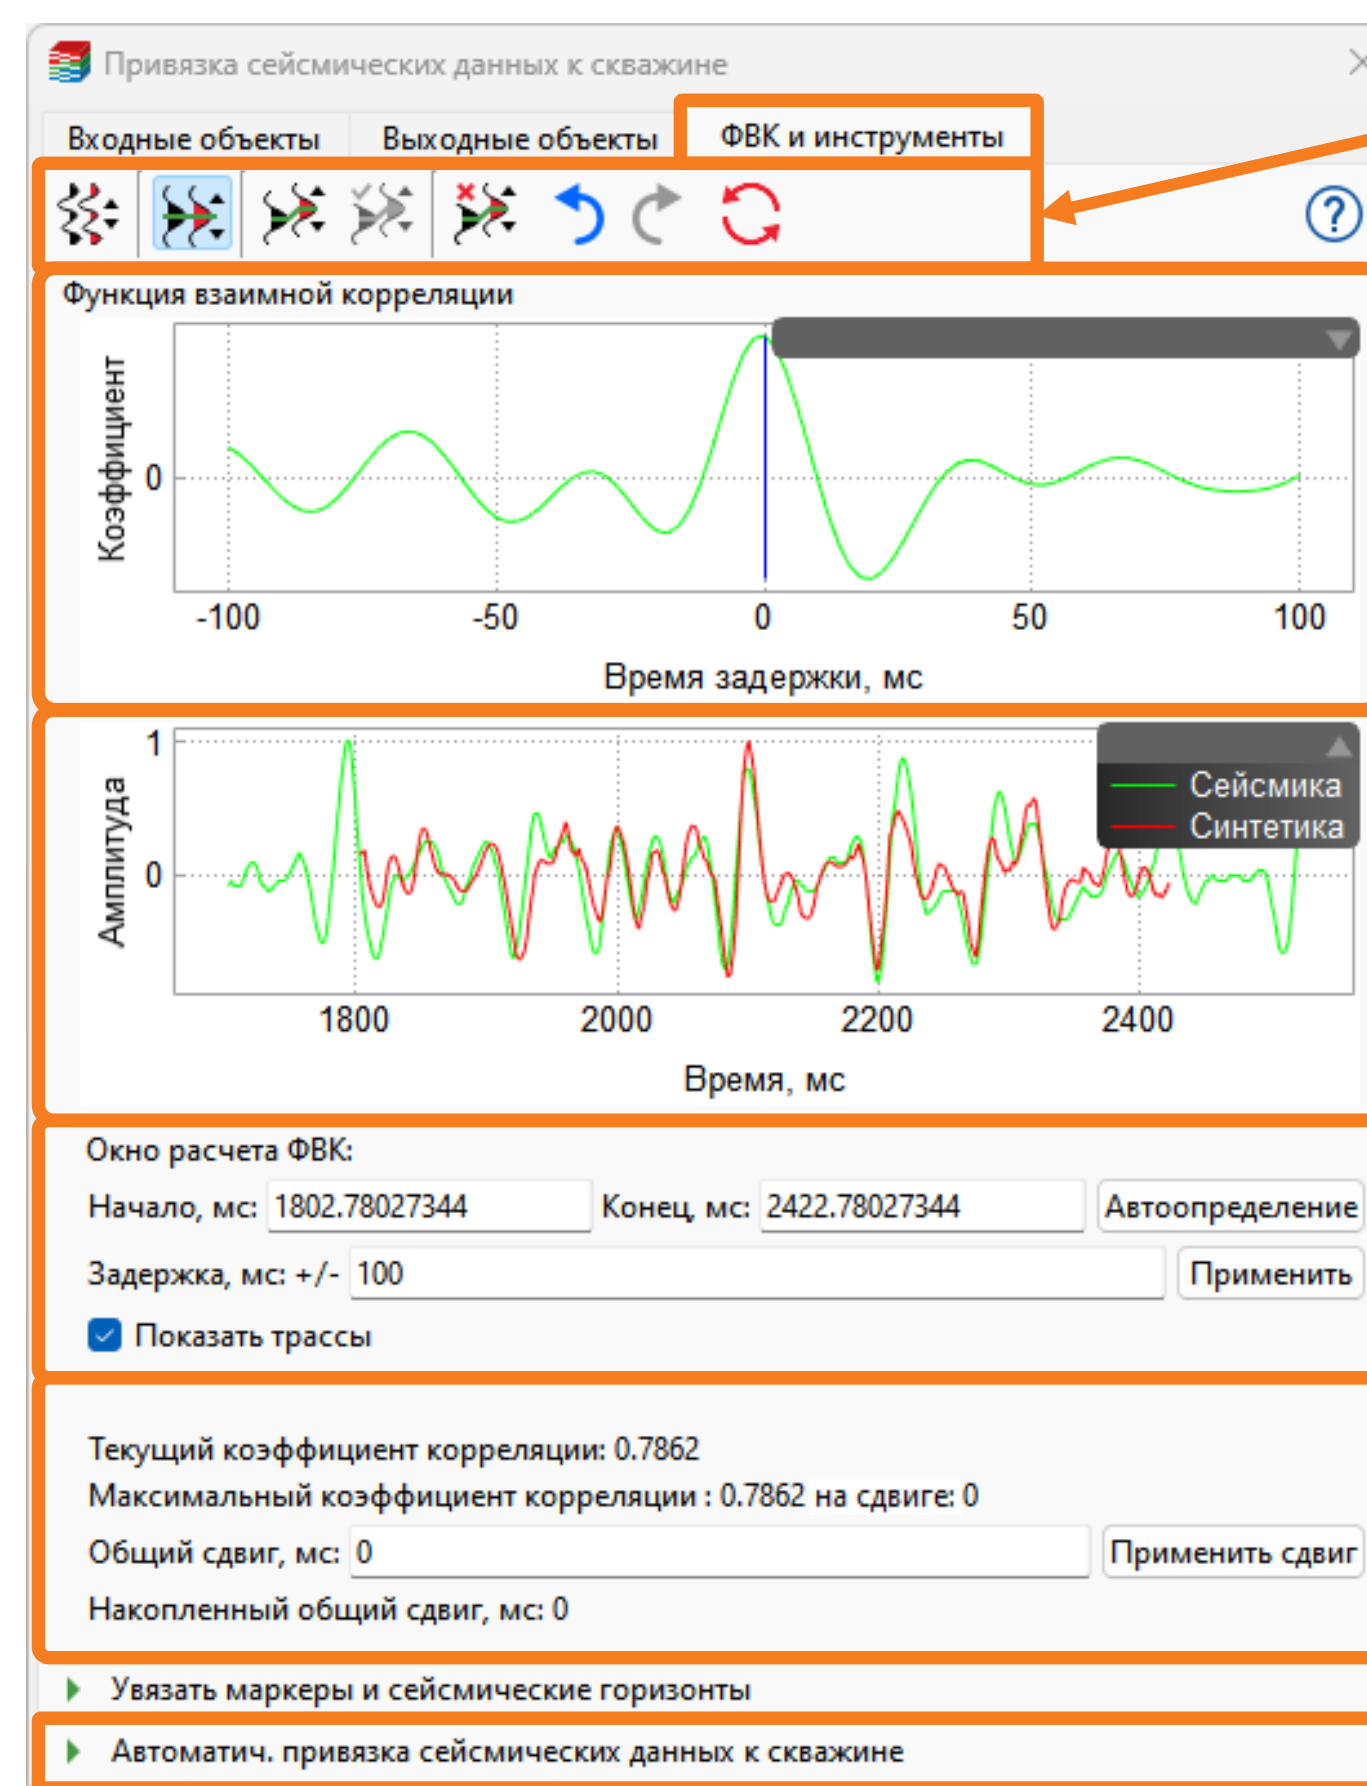 Привязка сейсмических данных к скважине
Входные объекты Выходные объекты ФВК и инструменты
?
Функция взаимной корреляции
Коэффициент
0
-100 -50 0 50 100
Время задержки, мс
Амплитуда
1
0
Сейсмика
Синтетика
1800 2000 2200 2400
Время, мс
Окно расчета ФВК:
Начало, мс: 1802.78027344 Конец, мс: 2422.78027344 Автоопределение
Задержка, мс: +/- 100 Применить
Показать трассы
Текущий коэффициент корреляции: 0.7862
Максимальный коэффициент корреляции : 0.7862 на сдвиге: 0
Общий сдвиг, мс: 0 Применить сдвиг
Накопленный общий сдвиг, мс: 0
Увязать маркеры и сейсмические горизонты
Автоматич. привязка сейсмических данных к скважине